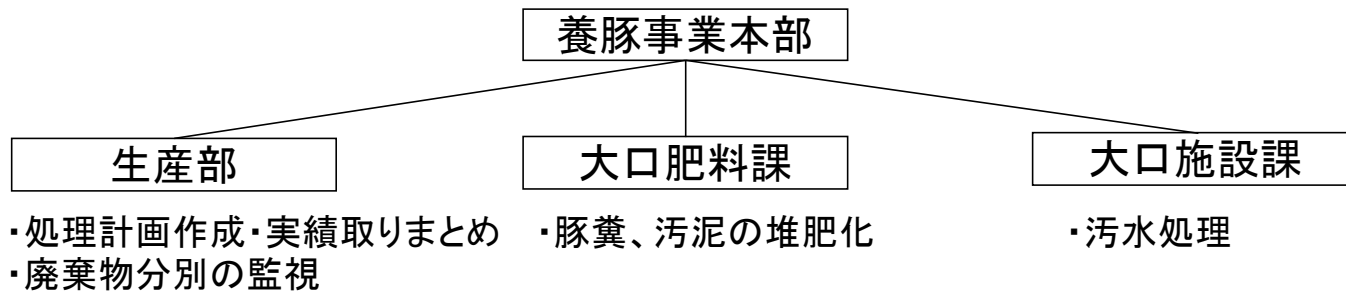 養豚事業本部
生産部
大口肥料課
大口施設課
・処理計画作成・実績取りまとめ
・廃棄物分別の監視
・豚糞、汚泥の堆肥化
・汚水処理